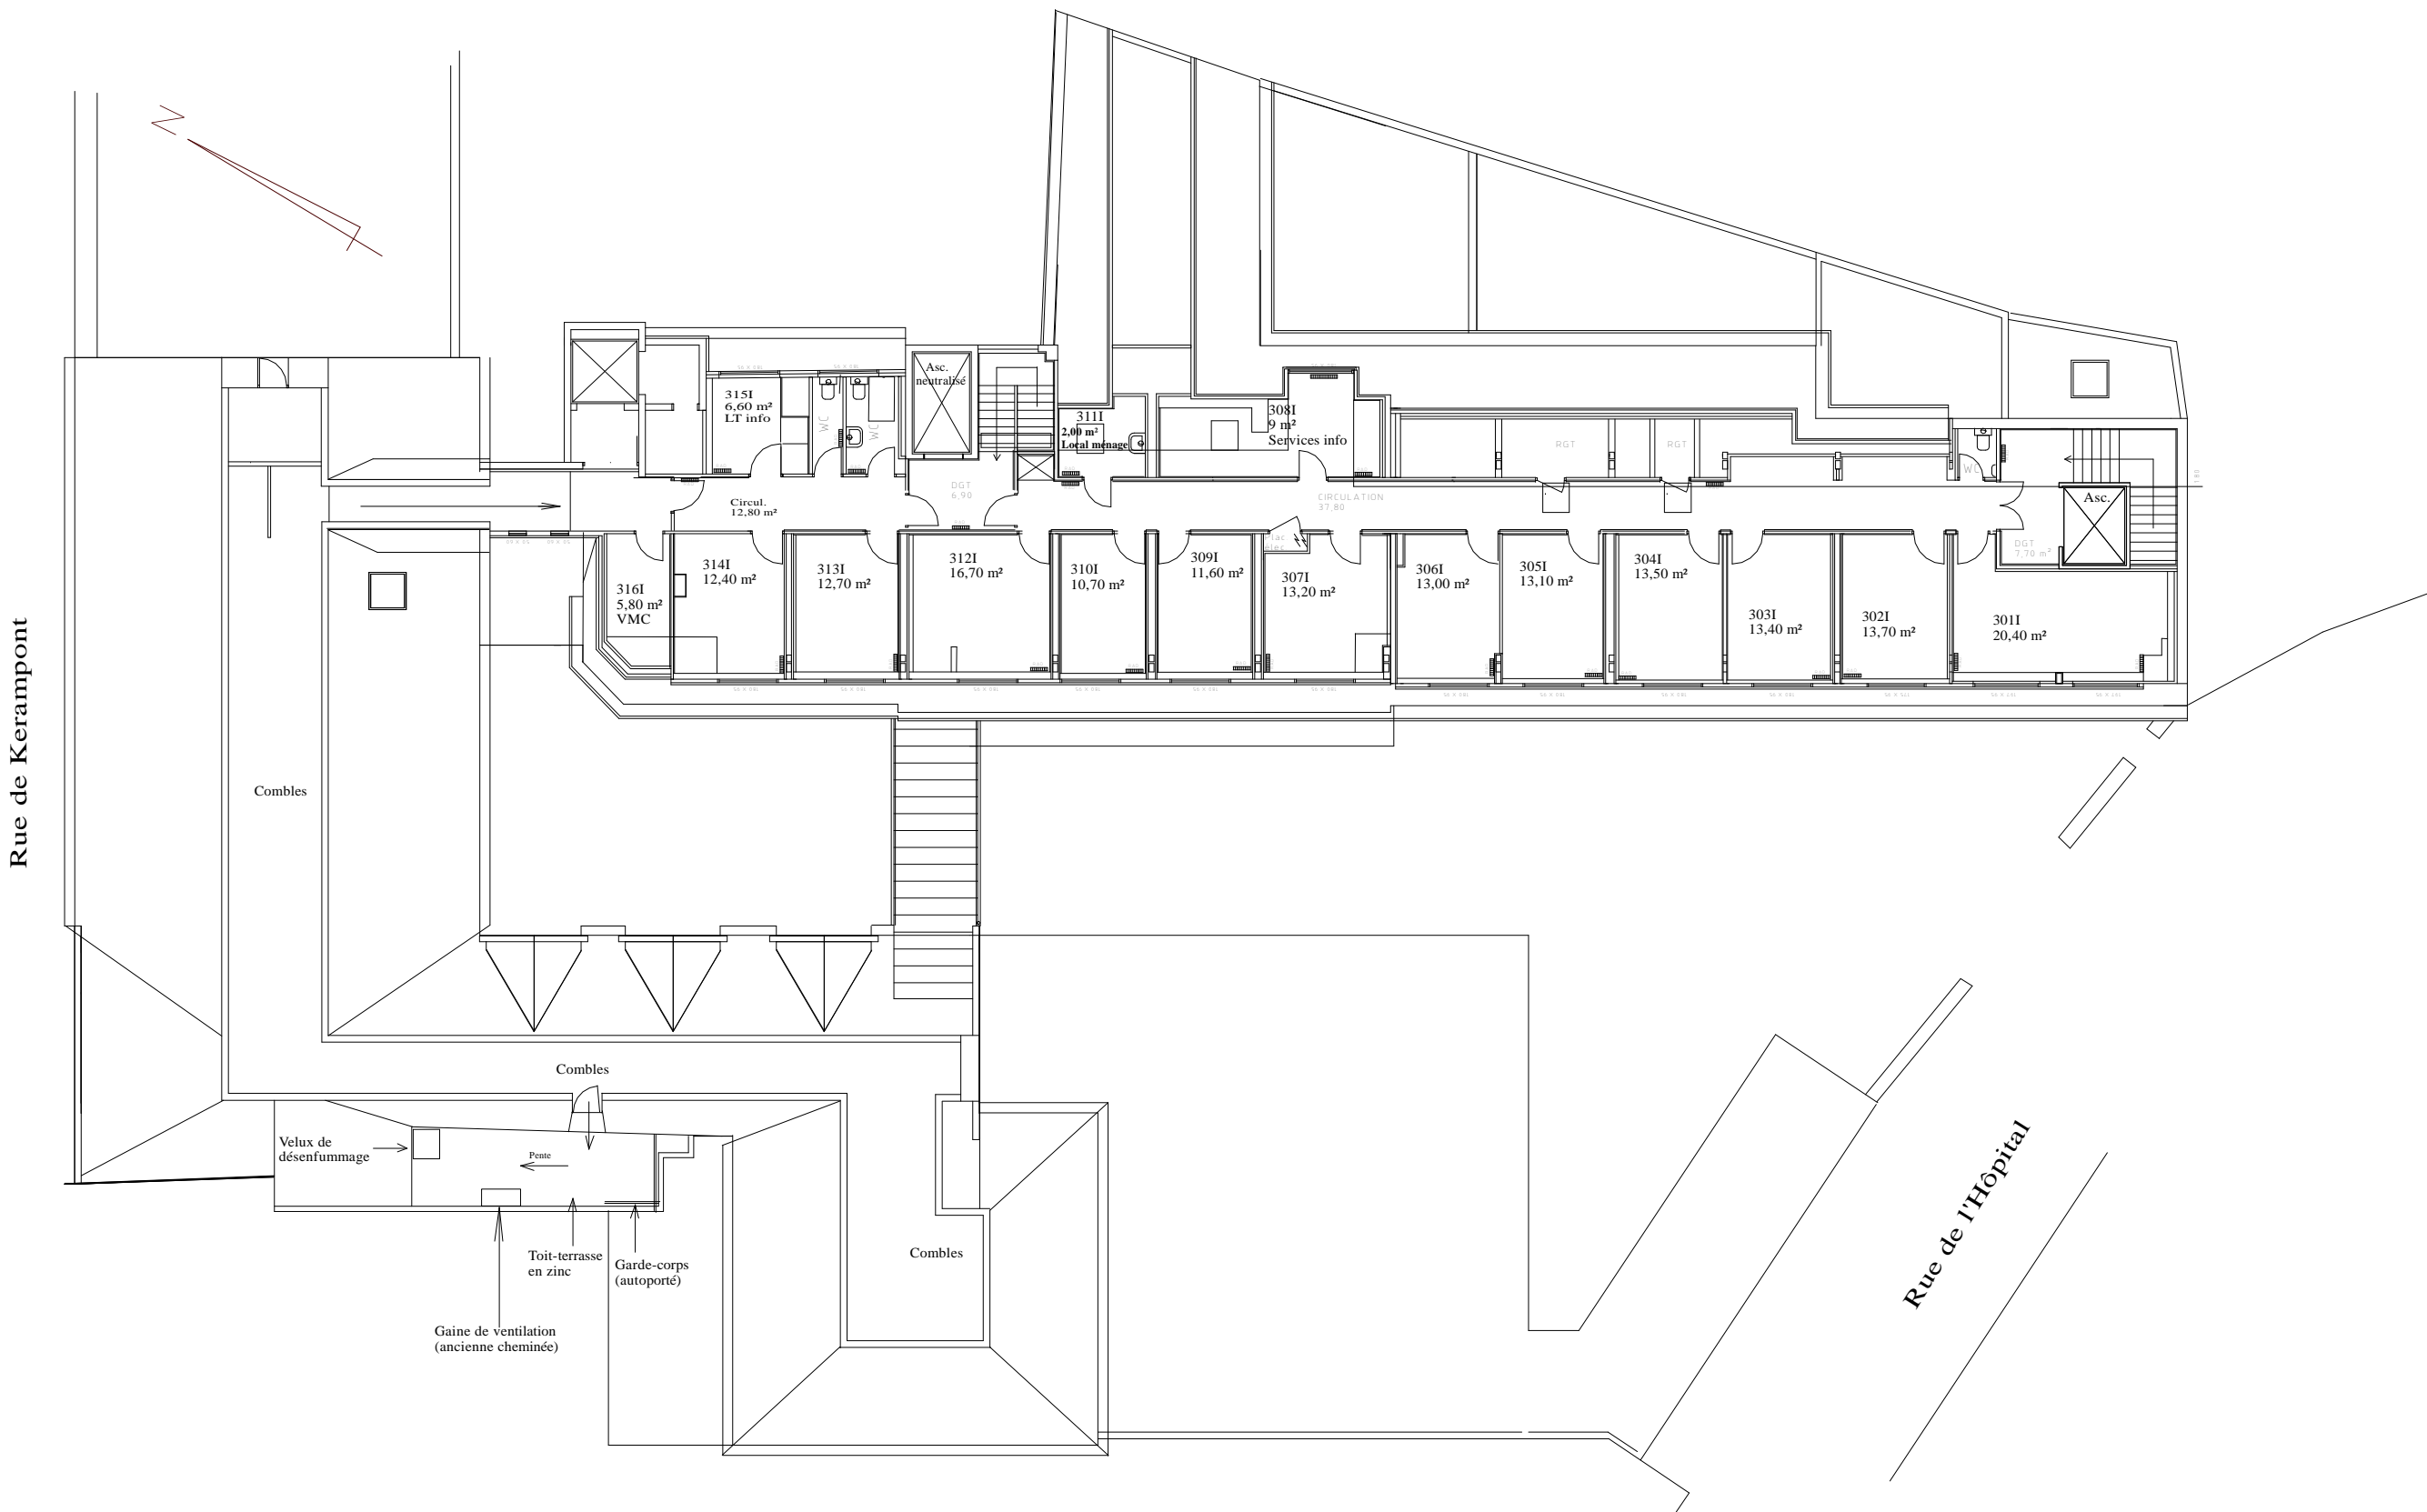 Asc.
neutralisé
315I
6,60 m²
LT info
WC
WC
311I
2,00 m²
Local ménage
308I
9 m²
Services info
RGT
RGT
WC
Asc.
DGT
6,90
Circul.
12,80 m²
CIRCULATION
37,80
DGT
7,70 m²
Plac
elec
316I
5,80 m²
VMC
314I
12,40 m²
313I
12,70 m²
312I
16,70 m²
310I
10,70 m²
309I
11,60 m²
307I
13,20 m²
306I
13,00 m²
305I
13,10 m²
304I
13,50 m²
303I
13,40 m²
302I
13,70 m²
301I
20,40 m²
Rue de Kerampont
Combles
Combles
Velux de
désenfummage
Pente
Toit-terrasse
en zinc
Garde-corps
(autoporté)
Gaine de ventilation
(ancienne cheminée)
Combles
Rue de l'Hôpital